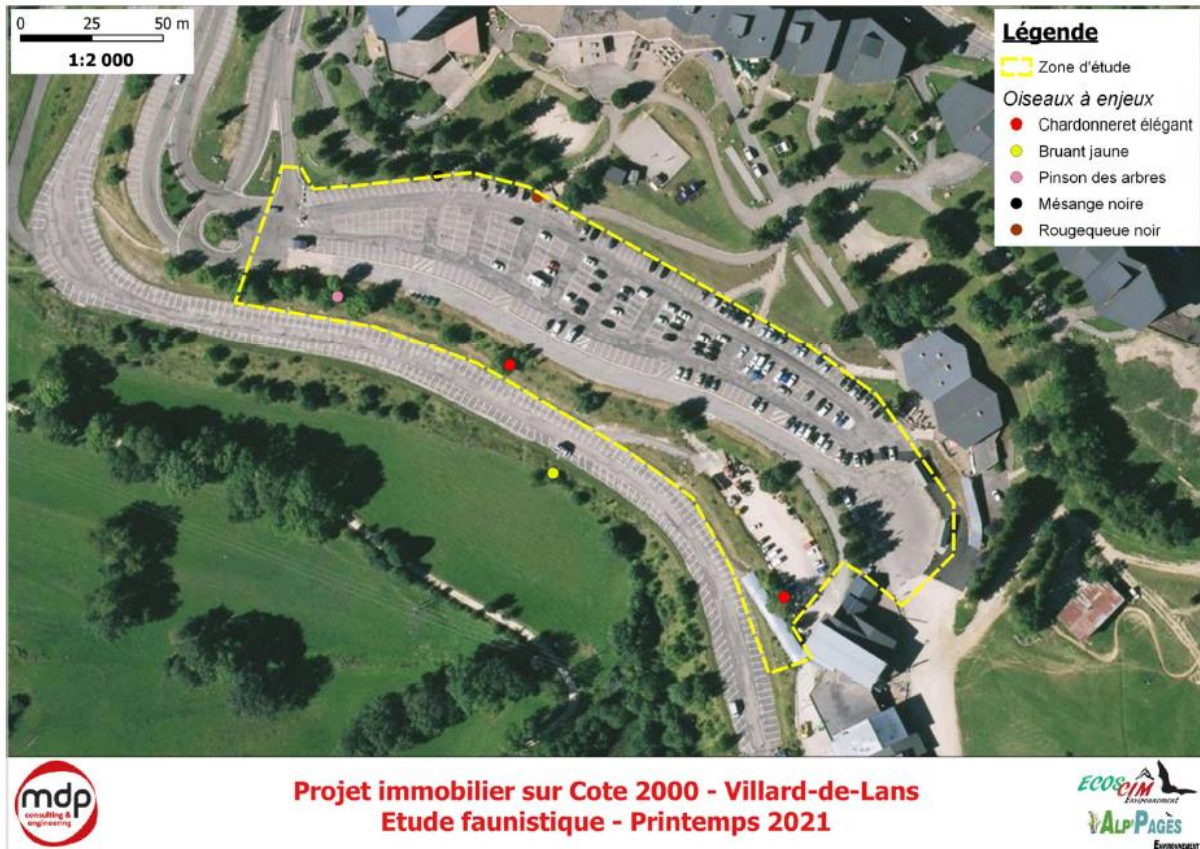 0 25 50 m
1:2 000
Légende
Zone d'étude
Oiseaux à enjeux
Chardonneret élégant
Bruant jaune
Pinson des arbres
Mésange noire
Rougequeue noir
mdp
consulting &
engineering
Projet immobilier sur Cote 2000 - Villard-de-Lans
Etude faunistique - Printemps 2021
ECOSCIM
Environnement
ALP'PAGÈS
ENVIRONNEMENT